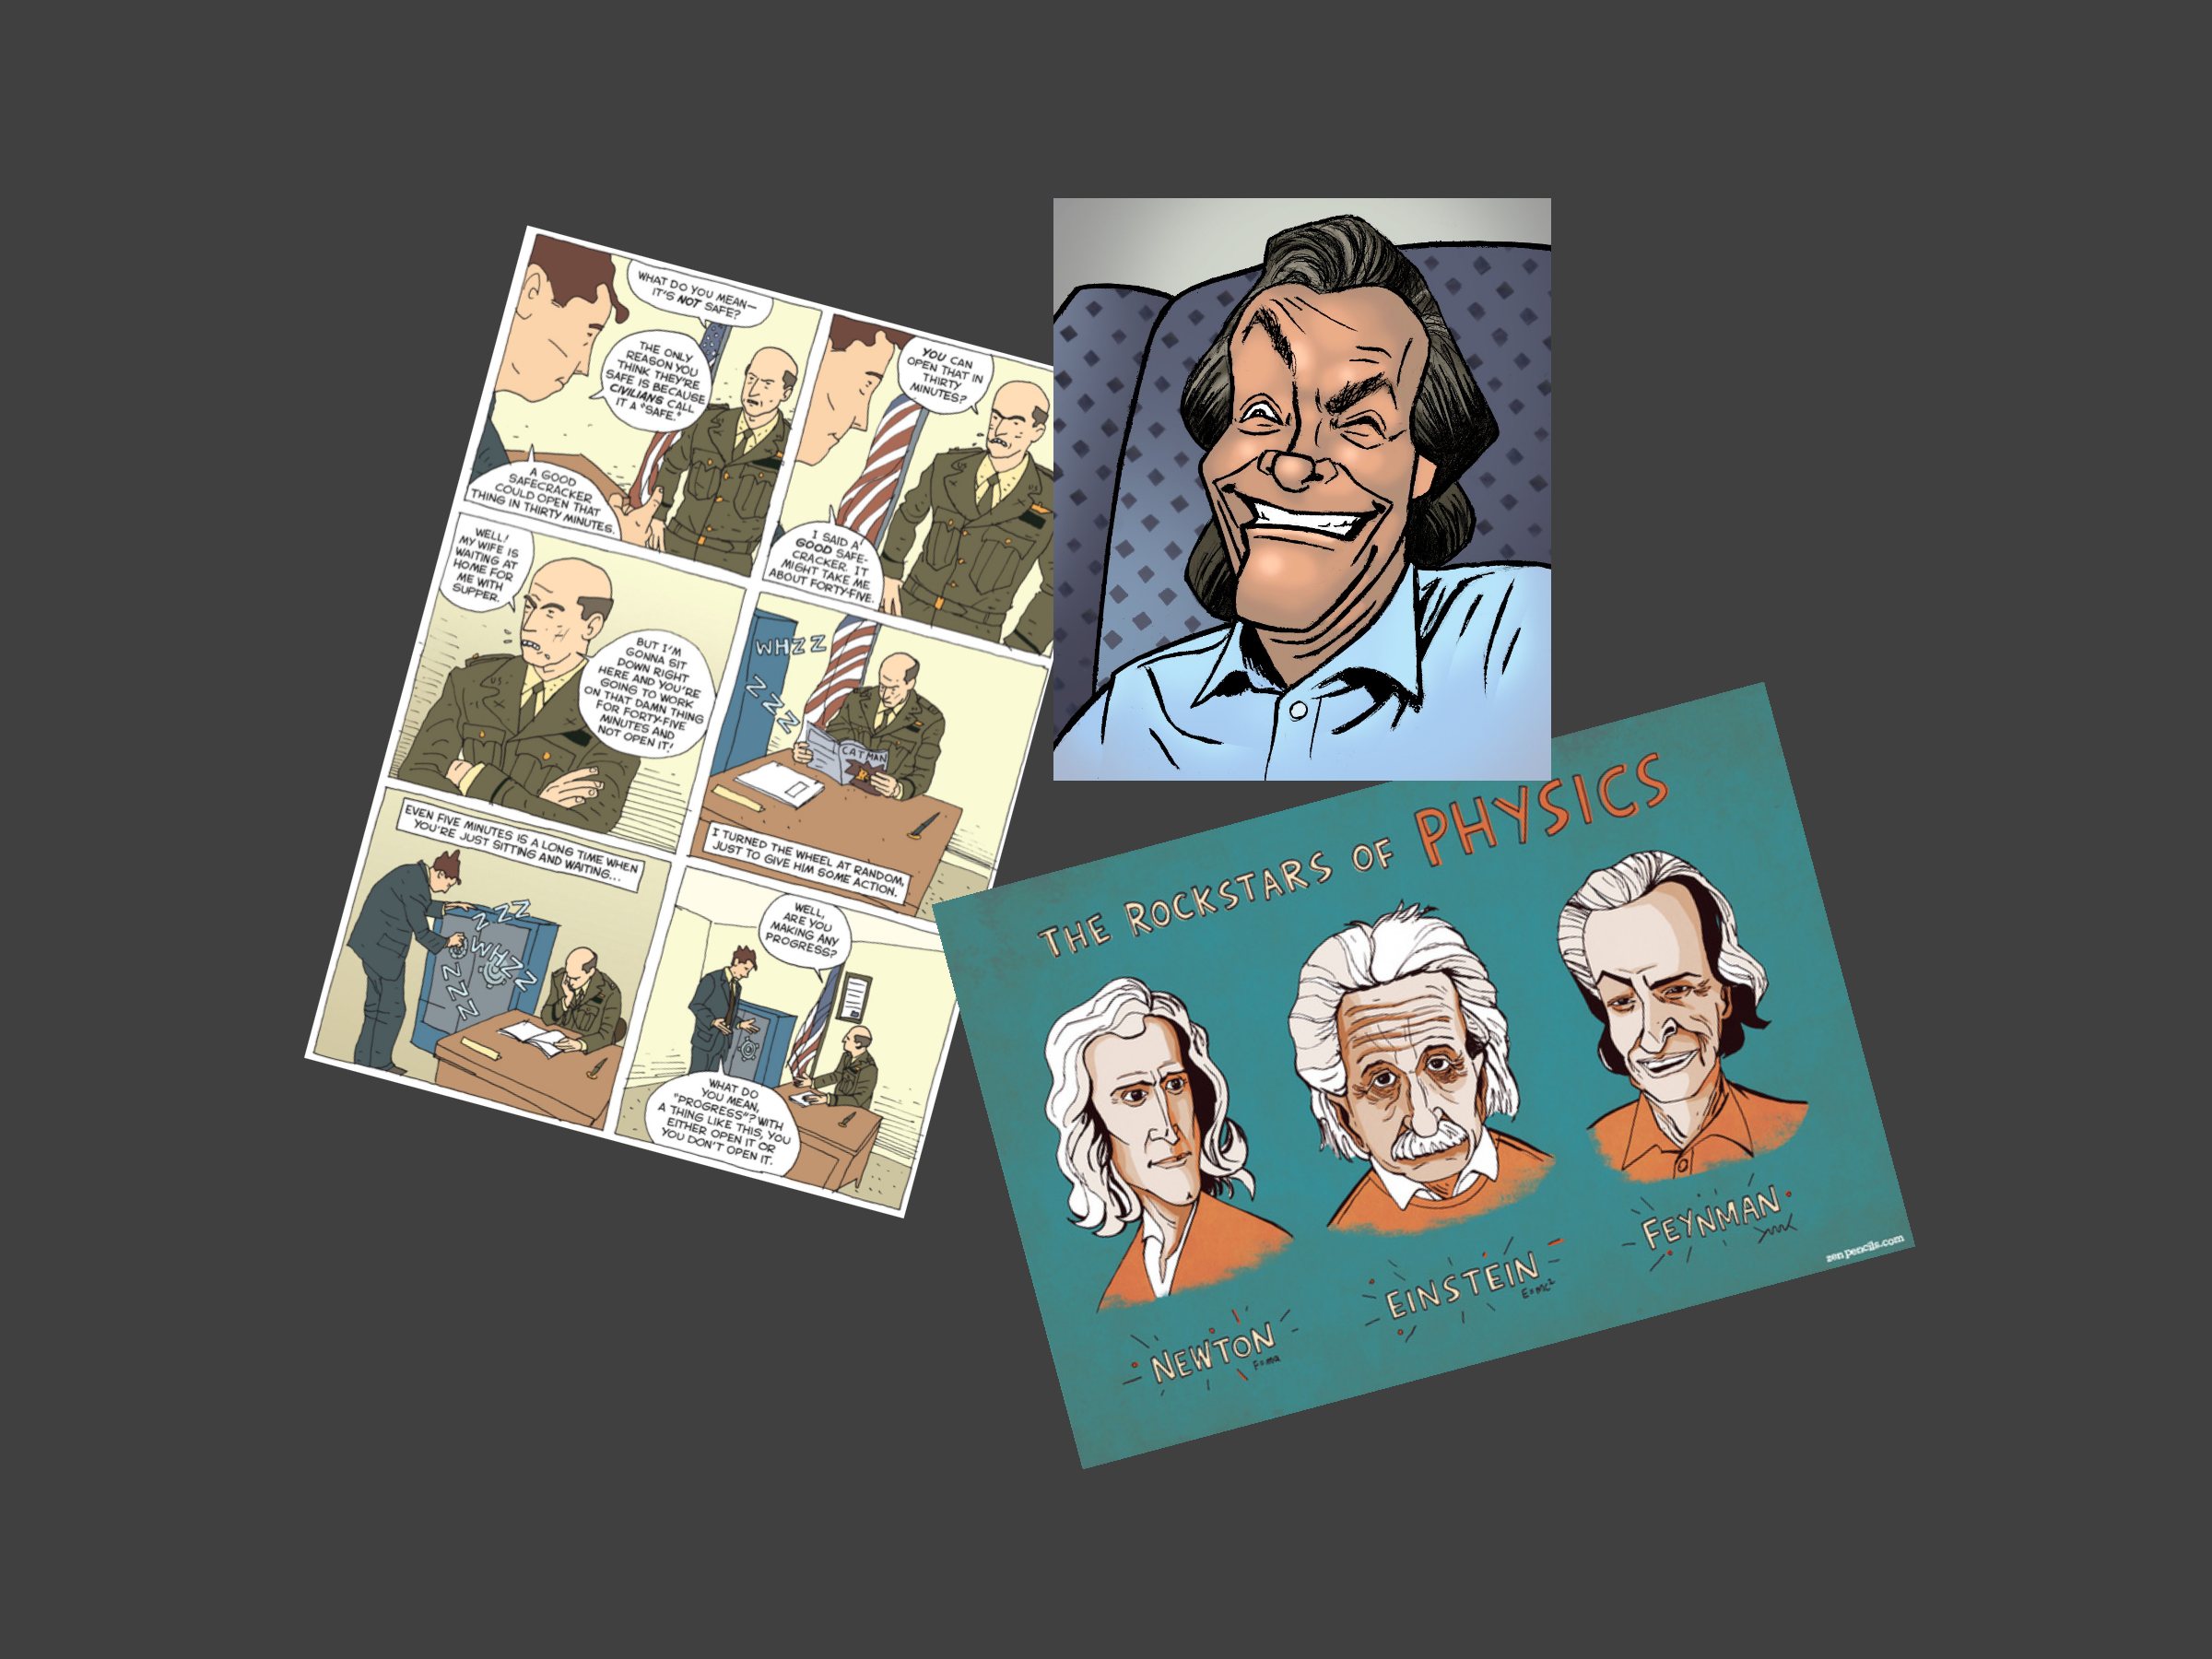 WHAT DO YOU MEAN—
IT'S NOT SAFE?
THE ONLY
REASON YOU
THINK THEY'RE
SAFE IS BECAUSE
CIVILIANS CALL
IT A "SAFE."
A GOOD
SAFECRACKER
COULD OPEN THAT
THING IN THIRTY MINUTES.
YOU CAN
OPEN THAT IN
THIRTY
MINUTES?
I SAID A
GOOD SAFE-
CRACKER. IT
MIGHT TAKE ME
ABOUT FORTY-FIVE.
WELL!
MY WIFE IS
WAITING AT
HOME FOR
ME WITH
SUPPER.
BUT I'M
GONNA SIT
DOWN RIGHT
HERE AND YOU'RE
GOING TO WORK
ON THAT DAMN THING
FOR FORTY-FIVE
MINUTES AND
NOT OPEN IT!
US
WHZZ
ZZZ
CATMAN
R
I TURNED THE WHEEL AT RANDOM,
JUST TO GIVE HIM SOME ACTION.
EVEN FIVE MINUTES IS A LONG TIME WHEN
YOU'RE JUST SITTING AND WAITING...
ZZZ
WHZZ
ZZZ
WELL,
ARE YOU
MAKING ANY
PROGRESS?
WHAT DO
YOU MEAN,
"PROGRESS"? WITH
A THING LIKE THIS, YOU
EITHER OPEN IT OR
YOU DON'T OPEN IT.
THE ROCKSTARS OF PHYSICS
NEWTON
F=ma
EINSTEIN
E=mc²
FEYNMAN
zenpencils.com